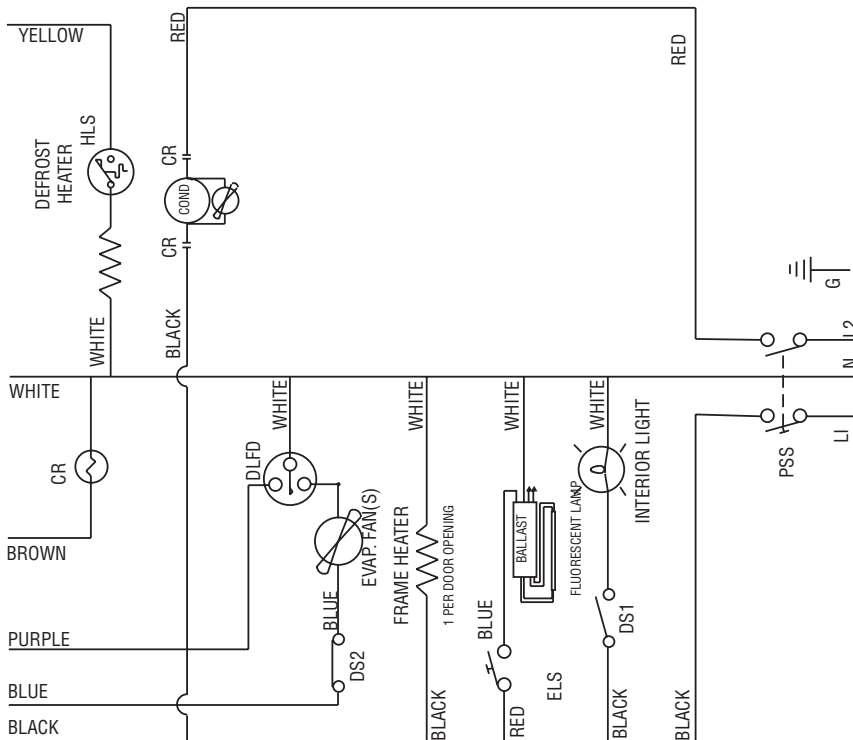 YELLOW
RED
RED
HLS
DEFROST
HEATER
CR
COND
CR
WHITE
BLACK
G
L2
N
WHITE
WHITE
WHITE
WHITE
WHITE
LI
PSS
DLFD
CR
INTERIOR LIGHT
EVAP. FAN(S)
FRAME HEATER
1 PER DOOR OPENING
BALLAST
FLUORESCENT LAMP
BROWN
BLUE
BLUE
DS1
PURPLE
DS2
ELS
BLUE
BLACK
BLACK
RED
BLACK
BLACK